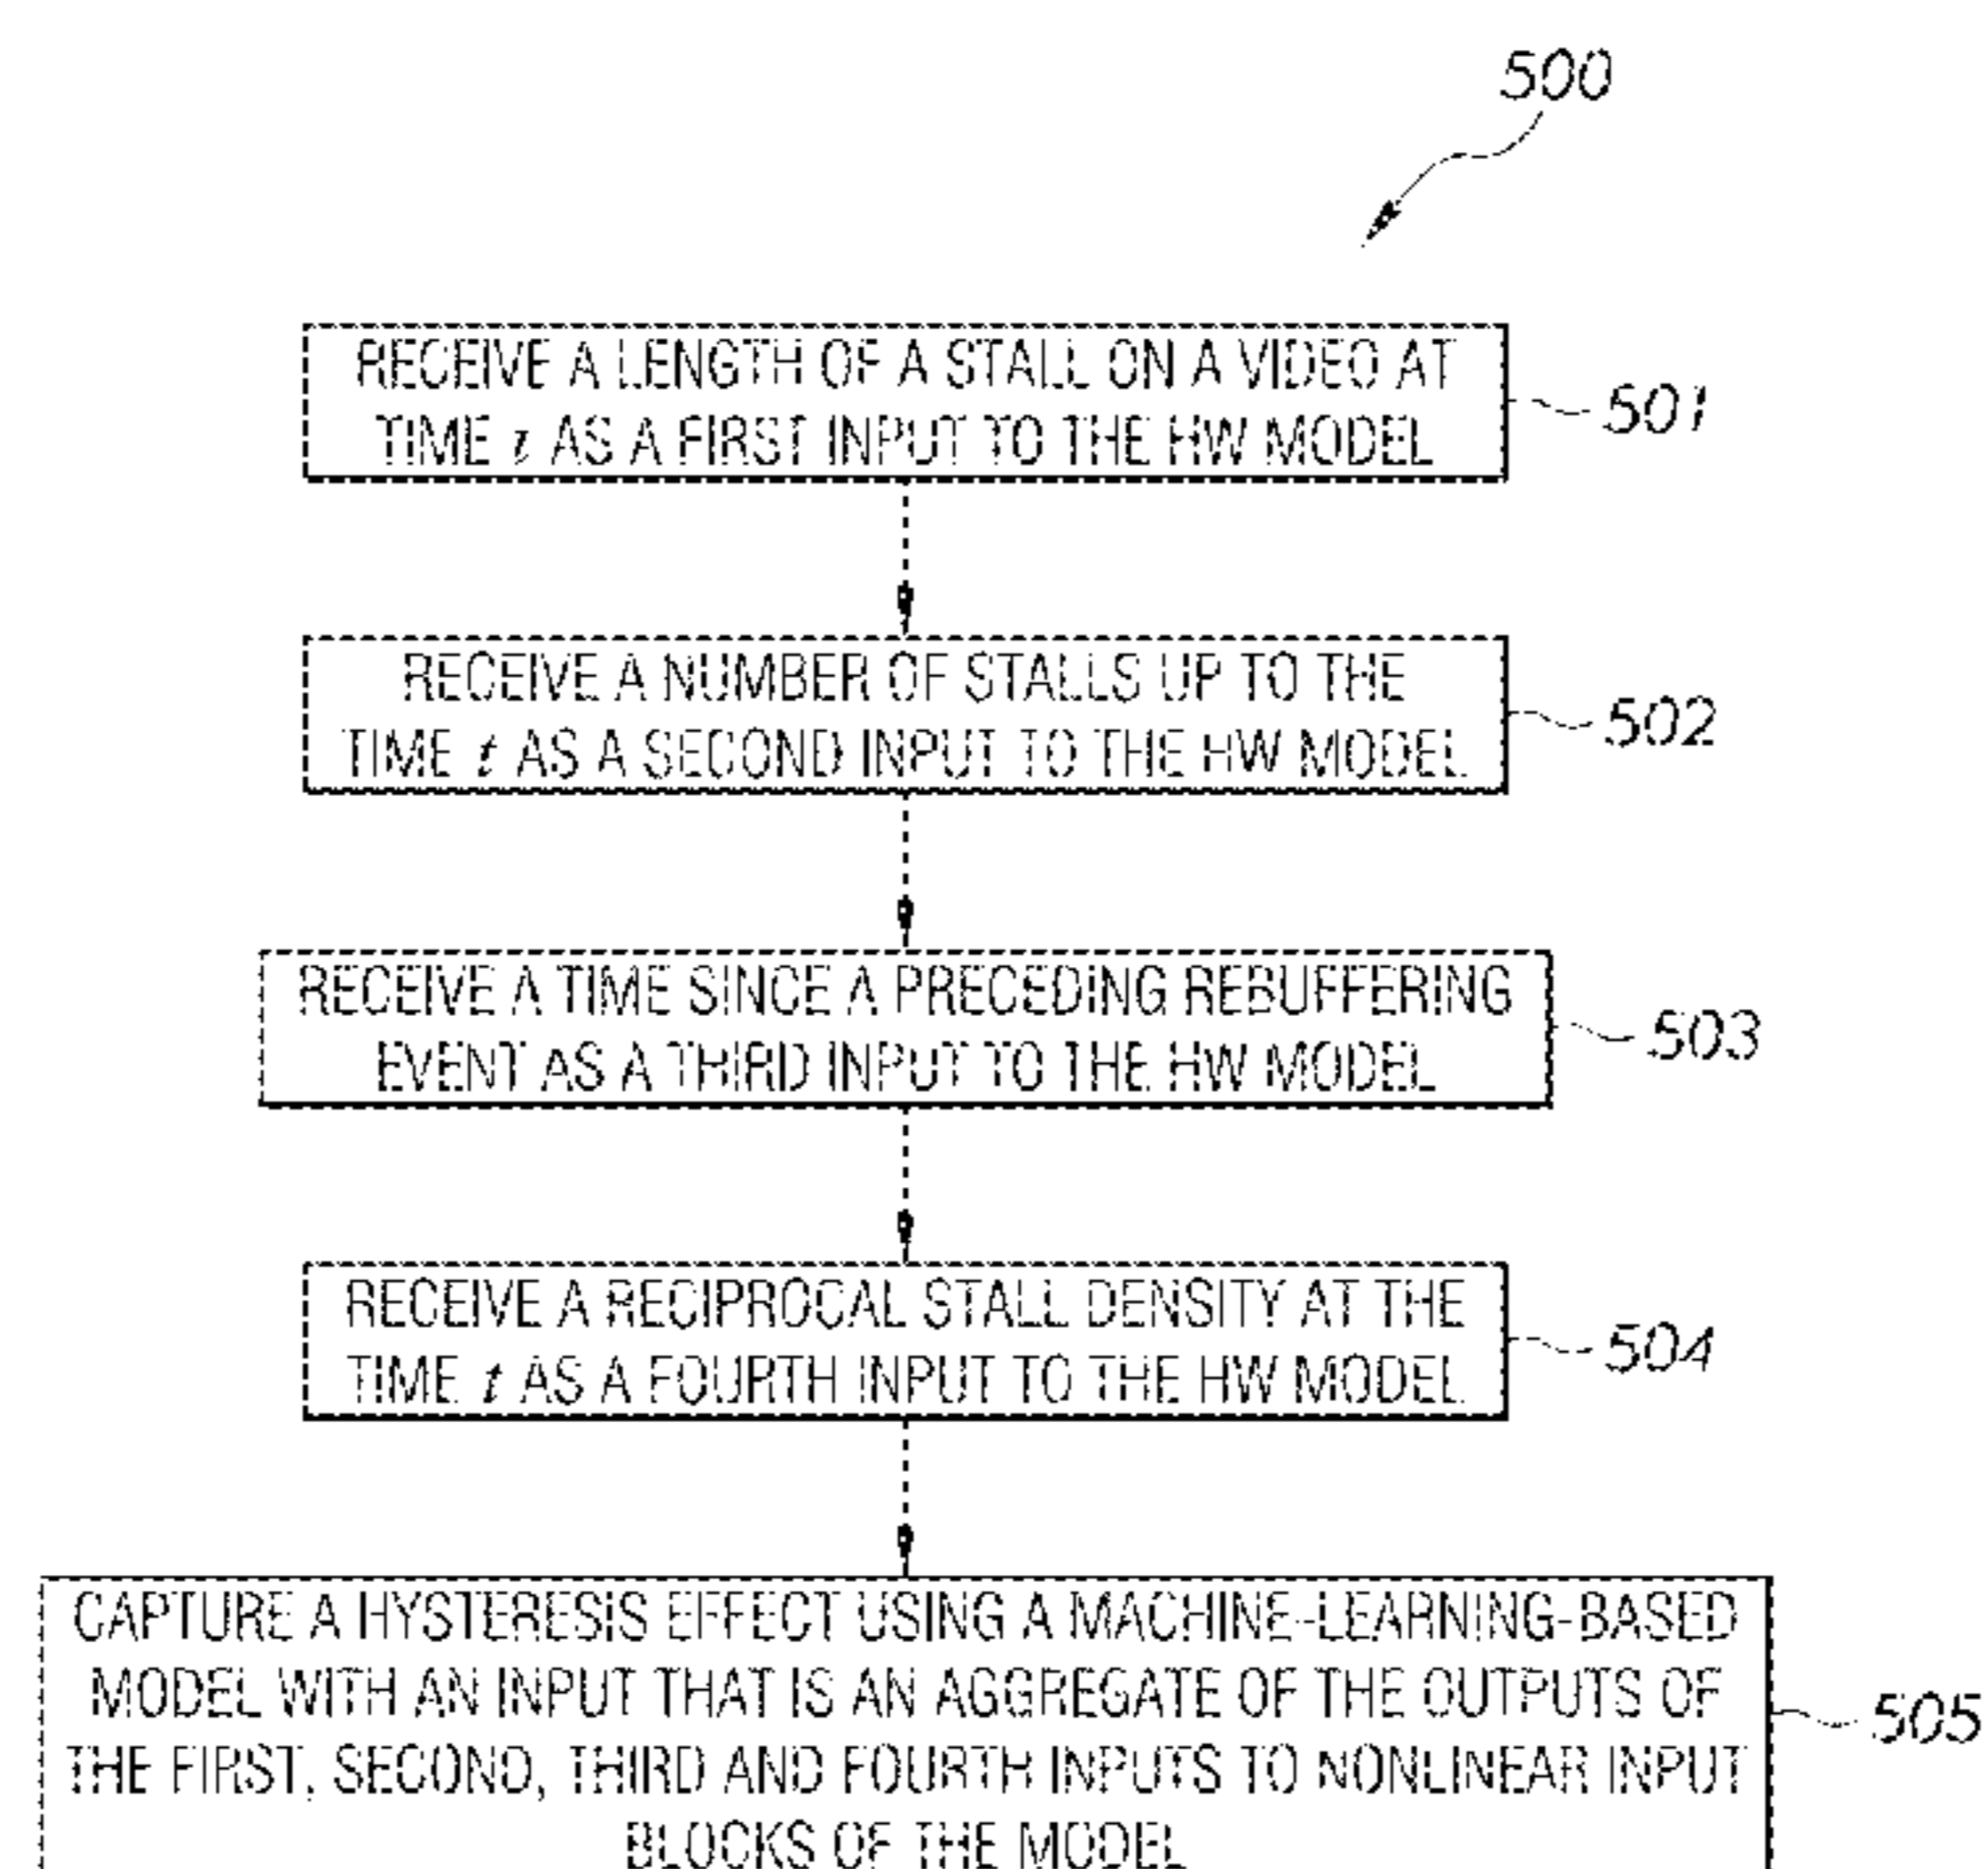 500
RECEIVE A LENGTH OF A STALL ON A VIDEO AT
TIME t AS A FIRST INPUT TO THE HW MODEL
501
RECEIVE A NUMBER OF STALLS UP TO THE
TIME t AS A SECOND INPUT TO THE HW MODEL
502
RECEIVE A TIME SINCE A PRECEDING REBUFFERING
EVENT AS A THIRD INPUT TO THE HW MODEL
503
RECEIVE A RECIPROCAL STALL DENSITY AT THE
TIME t AS A FOURTH INPUT TO THE HW MODEL
504
CAPTURE A HYSTERESIS EFFECT USING A MACHINE-LEARNING-BASED
MODEL WITH AN INPUT THAT IS AN AGGREGATE OF THE OUTPUTS OF
THE FIRST, SECOND, THIRD AND FOURTH INPUTS TO NONLINEAR INPUT
BLOCKS OF THE MODEL
505